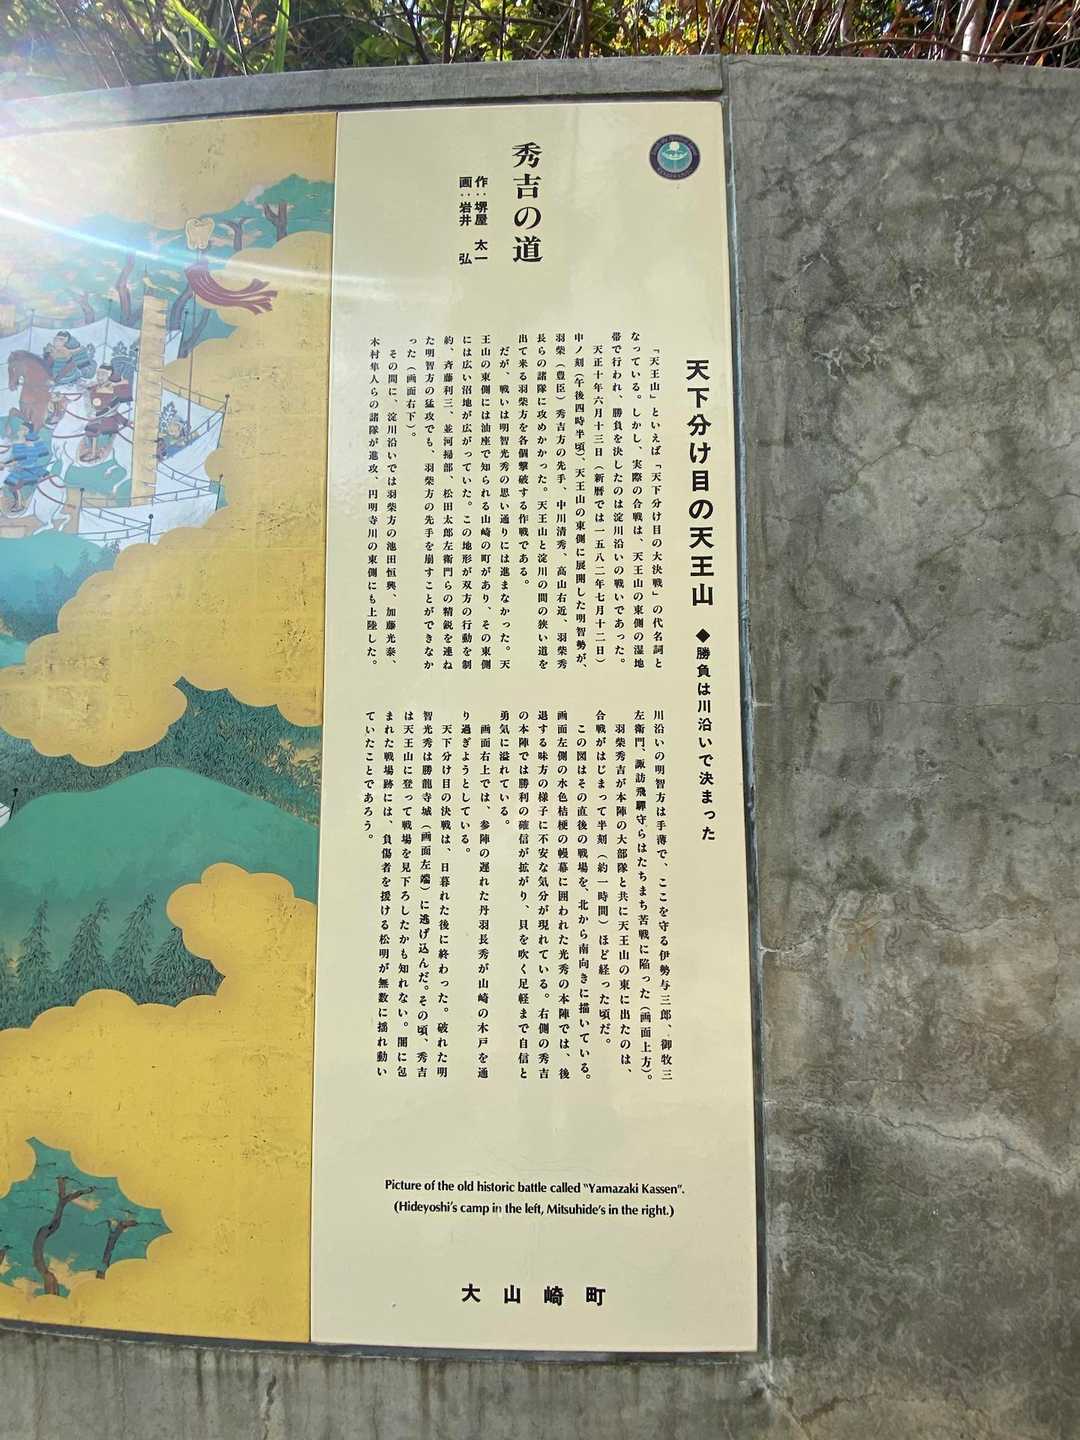 秀吉の道
作：堺屋 太一
画：岩井 弘
天下分け目の天王山 ◆勝負は川沿いで決まった
「天王山」といえば「天下分け目の大決戦」の代名詞と
なっている。しかし、実際の合戦は、天王山の東側の湿地
帯で行われ、勝負を決したのは淀川沿いの戦いであった。
天正十年六月十三日（新暦では一五八二年七月十二日）
申ノ刻（午後四時半頃）、天王山の東側に展開した明智勢が、
羽柴（豊臣）秀吉方の先手、中川清秀、高山右近、羽柴秀
長らの諸隊に攻めかかった。天王山と淀川の間の狭い道を
出て来る羽柴方を各個撃破する作戦である。
だが、戦いは明智光秀の思い通りには進まなかった。天
王山の東側には油座で知られる山崎の町があり、その東側
には広い沼地が広がっていた。この地形が双方の行動を制
約、斉藤利三、並河掃部、松田太郎左衛門らの精鋭を連ね
た明智方の猛攻でも、羽柴方の先手を崩すことができなか
った（画面右下）。
その間に、淀川沿いでは羽柴方の池田恒興、加藤光泰、
木村隼人らの諸隊が進攻、円明寺川の東側にも上陸した。
川沿いの明智方は手薄で、ここを守る伊勢与三郎、御牧三
左衛門、諏訪飛騨守らはたちまち苦戦に陥った（画面上方）。
羽柴秀吉が本陣の大部隊と共に天王山の東に出たのは、
合戦がはじまって半刻（約一時間）ほど経った頃だ。
この図はその直後の戦場を、北から南向きに描いている。
画面左側の水色桔梗の幔幕に囲われた光秀の本陣では、後
退する味方の様子に不安な気分が現れている。右側の秀吉
の本陣では勝利の確信が拡がり、貝を吹く足軽まで自信と
勇気に溢れている。
画面右上では、参陣の遅れた丹羽長秀が山崎の木戸を通
り過ぎようとしている。
天下分け目の決戦は、日暮れた後に終わった。破れた明
智光秀は勝龍寺城（画面左端）に逃げ込んだ。その頃、秀吉
は天王山に登って戦場を見下ろしたかも知れない。闇に包
まれた戦場跡には、負傷者を援ける松明が無数に揺れ動い
ていたことであろう。
Picture of the old historic battle called "Yamazaki Kassen".
(Hideyoshi's camp in the left, Mitsuhide's in the right.)
大山崎町